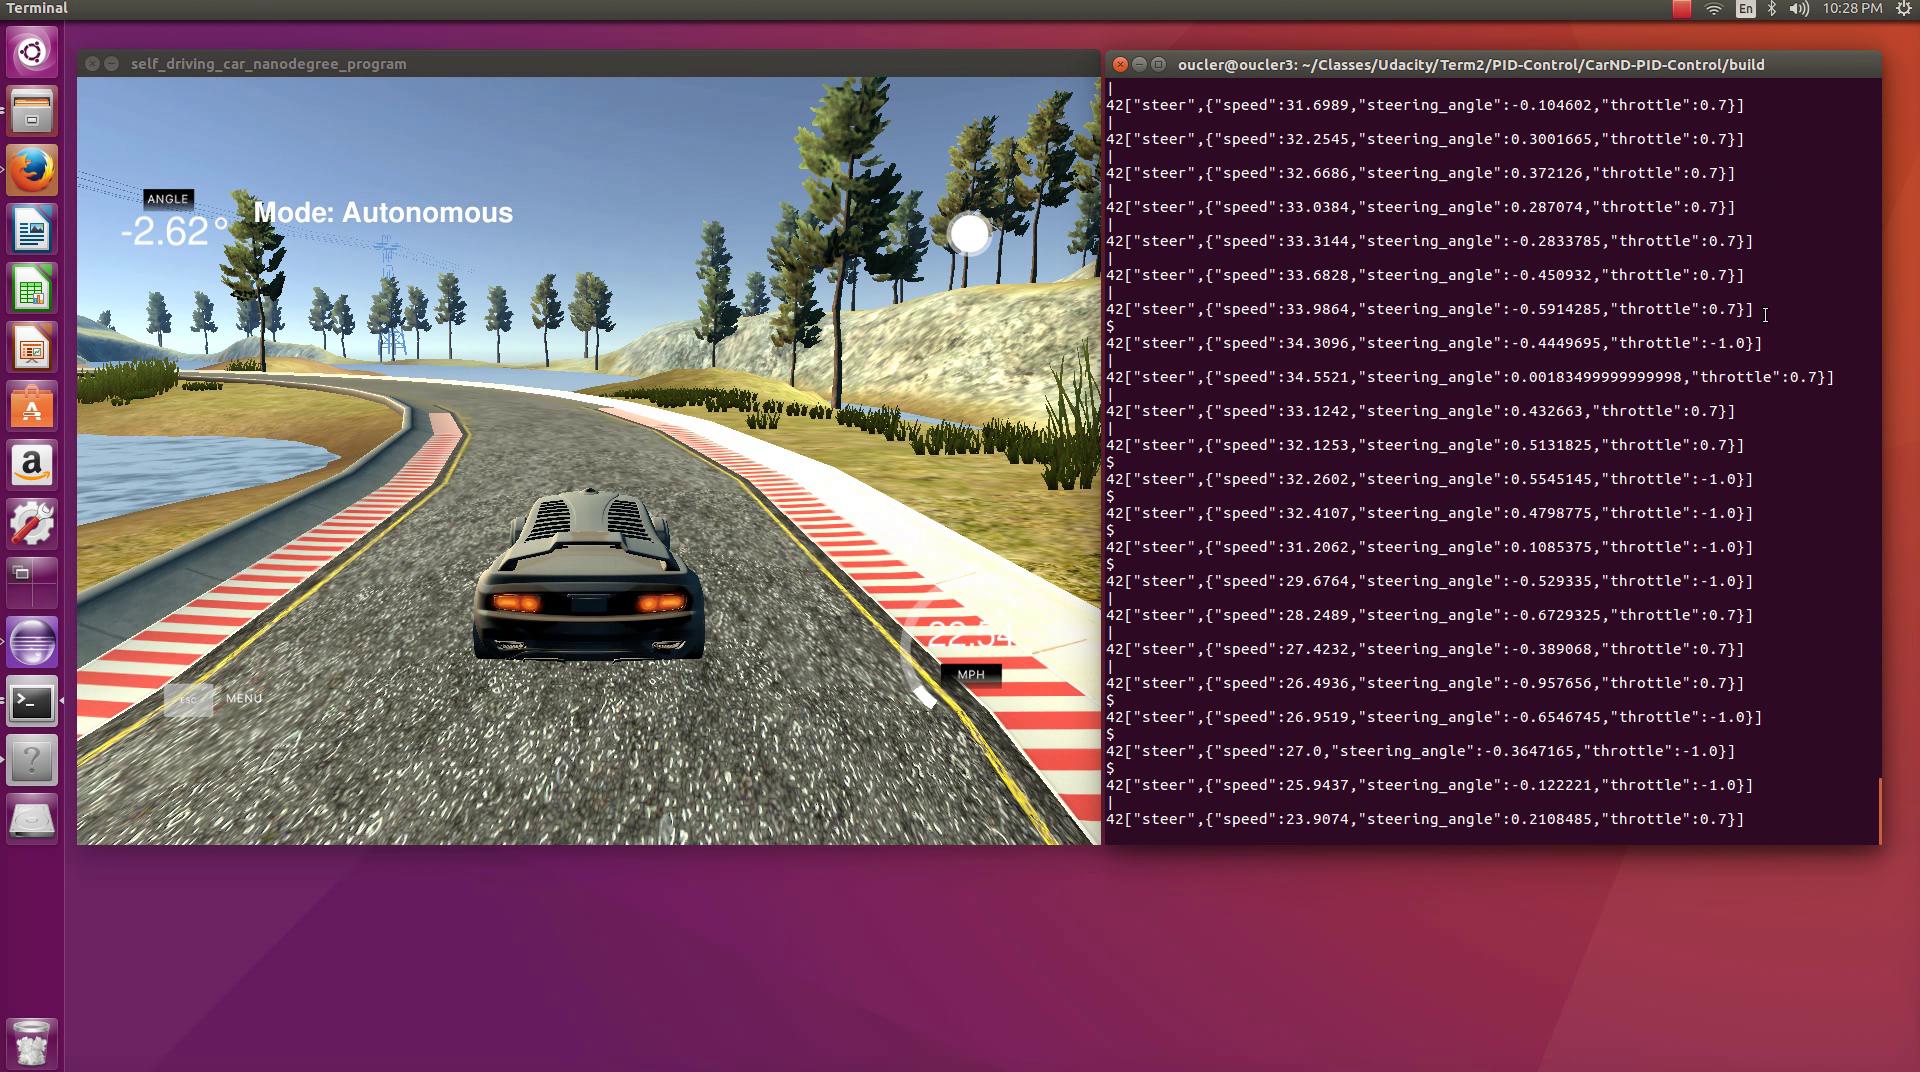 Terminal
En
10:28 PM
self_driving_car_nanodegree_program
ANGLE
-2.62°
Mode: Autonomous
22.54
MPH
ESC
MENU
a
oucler@oucler3: ~/Classes/Udacity/Term2/PID-Control/CarND-PID-Control/build
|
42["steer",{"speed":31.6989,"steering_angle":-0.104602,"throttle":0.7}]
|
42["steer",{"speed":32.2545,"steering_angle":0.3001665,"throttle":0.7}]
|
42["steer",{"speed":32.6686,"steering_angle":0.372126,"throttle":0.7}]
|
42["steer",{"speed":33.0384,"steering_angle":0.287074,"throttle":0.7}]
|
42["steer",{"speed":33.3144,"steering_angle":-0.2833785,"throttle":0.7}]
|
42["steer",{"speed":33.6828,"steering_angle":-0.450932,"throttle":0.7}]
|
42["steer",{"speed":33.9864,"steering_angle":-0.5914285,"throttle":0.7}]
$
42["steer",{"speed":34.3096,"steering_angle":-0.4449695,"throttle":-1.0}]
|
42["steer",{"speed":34.5521,"steering_angle":0.00183499999999998,"throttle":0.7}]
|
42["steer",{"speed":33.1242,"steering_angle":0.432663,"throttle":0.7}]
|
42["steer",{"speed":32.1253,"steering_angle":0.5131825,"throttle":0.7}]
$
42["steer",{"speed":32.2602,"steering_angle":0.5545145,"throttle":-1.0}]
$
42["steer",{"speed":32.4107,"steering_angle":0.4798775,"throttle":-1.0}]
$
42["steer",{"speed":31.2062,"steering_angle":0.1085375,"throttle":-1.0}]
$
42["steer",{"speed":29.6764,"steering_angle":-0.529335,"throttle":-1.0}]
|
42["steer",{"speed":28.2489,"steering_angle":-0.6729325,"throttle":0.7}]
|
42["steer",{"speed":27.4232,"steering_angle":-0.389068,"throttle":0.7}]
|
42["steer",{"speed":26.4936,"steering_angle":-0.957656,"throttle":0.7}]
$
42["steer",{"speed":26.9519,"steering_angle":-0.6546745,"throttle":-1.0}]
$
42["steer",{"speed":27.0,"steering_angle":-0.3647165,"throttle":-1.0}]
$
42["steer",{"speed":25.9437,"steering_angle":-0.122221,"throttle":-1.0}]
|
42["steer",{"speed":23.9074,"steering_angle":0.2108485,"throttle":0.7}]